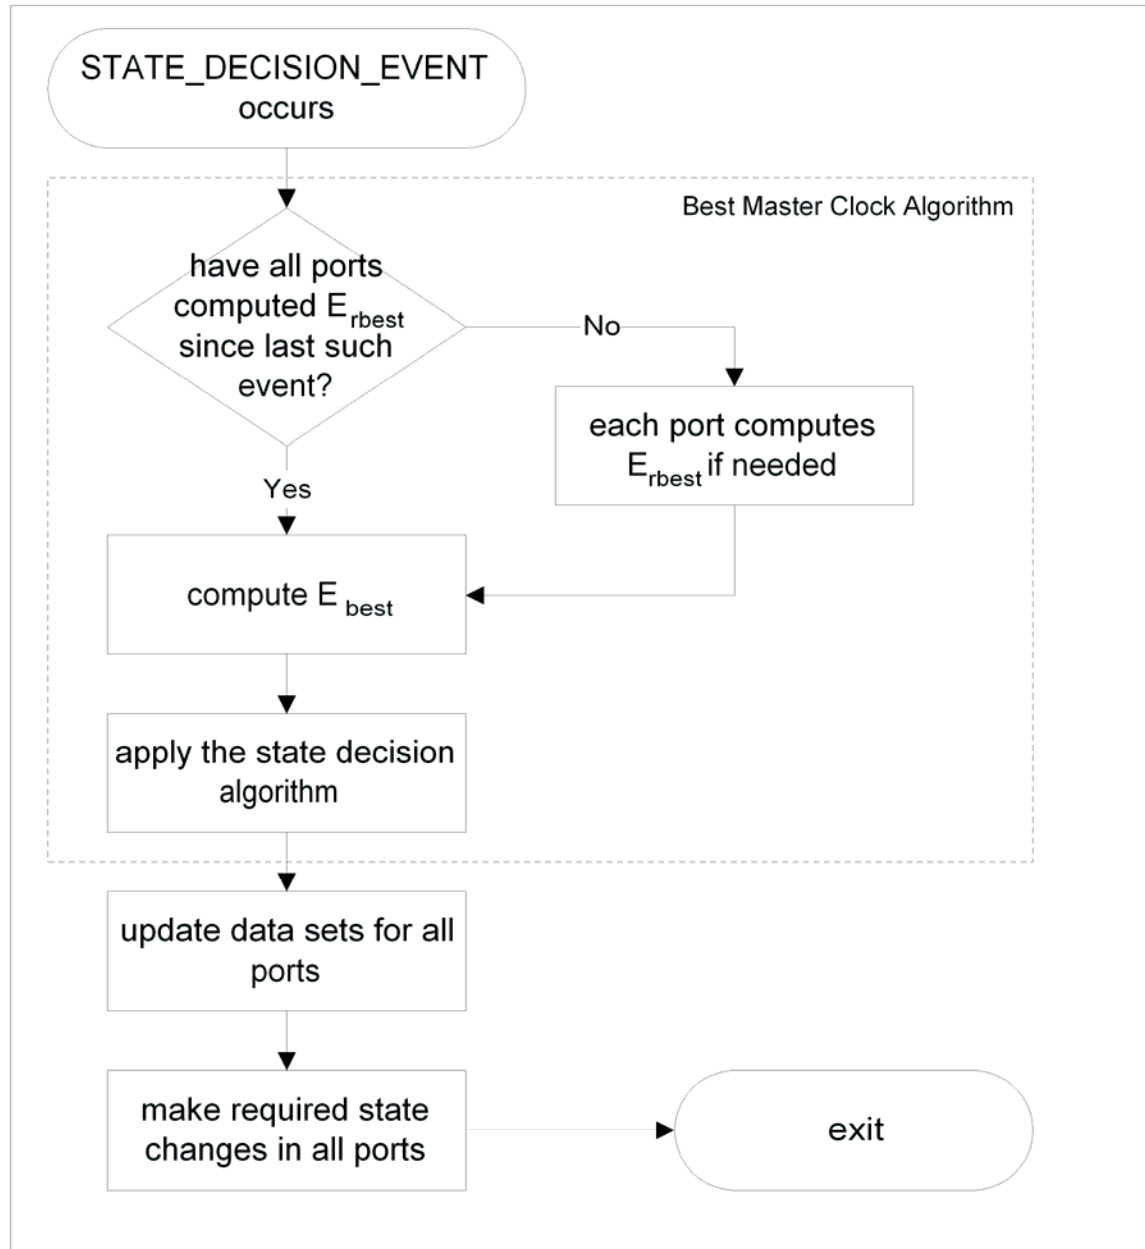 STATE_DECISION_EVENT
occurs
Best Master Clock Algorithm
have all ports
computed E rbest
since last such
event?
No
each port computes
E rbest if needed
Yes
compute E best
apply the state decision
algorithm
update data sets for all
ports
make required state
changes in all ports
exit